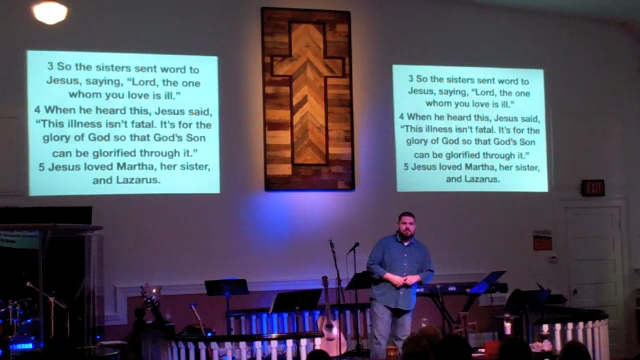 3 So the sisters sent word to
Jesus, saying, “Lord, the one
whom you love is ill.”
4 When he heard this, Jesus said,
“This illness isn’t fatal. It’s for the
glory of God so that God’s Son
can be glorified through it.”
5 Jesus loved Martha, her sister,
and Lazarus.
3 So the sisters sent word to
Jesus, saying, “Lord, the one
whom you love is ill.”
4 When he heard this, Jesus said,
“This illness isn’t fatal. It’s for the
glory of God so that God’s Son
can be glorified through it.”
5 Jesus loved Martha, her sister,
and Lazarus.
EXIT